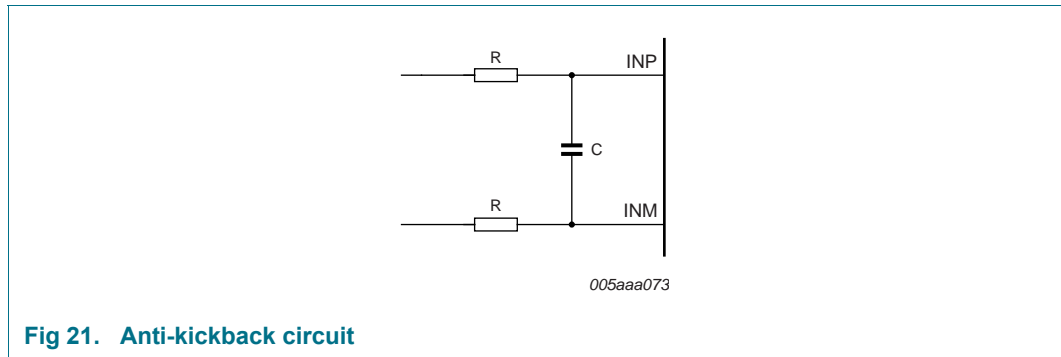 R
INP
C
R
INM
005aaa073
Fig 21. Anti-kickback circuit